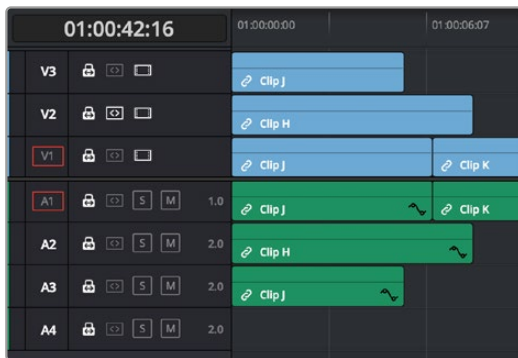 01:00:42:16 01:00:00:00 01:00:06:07
V3 Clip J
V2 Clip H
V1 Clip J Clip K
A1 S M 1.0 Clip J Clip K
A2 S M 2.0 Clip H
A3 S M 2.0 Clip J
A4 S M 2.0